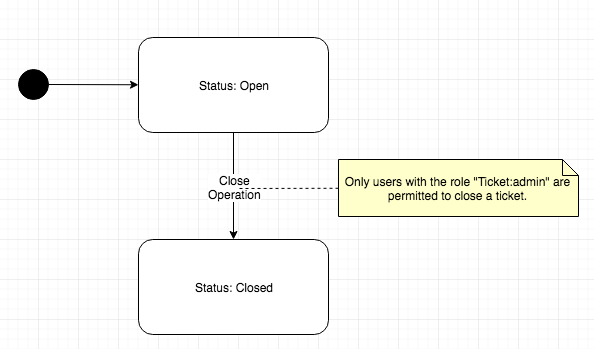 Status: Open
Close
Operation
Only users with the role "Ticket:admin" are
permitted to close a ticket.
Status: Closed